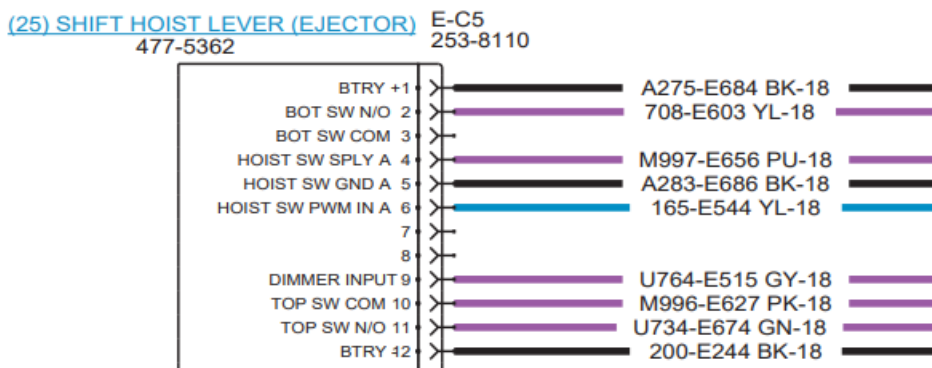 (25) SHIFT HOIST LEVER (EJECTOR) E-C5
477-5362 253-8110
BTRY +1 A275-E684 BK-18
BOT SW N/O 2 708-E603 YL-18
BOT SW COM 3
HOIST SW SPLY A 4 M997-E656 PU-18
HOIST SW GND A 5 A283-E686 BK-18
HOIST SW PWM IN A 6 165-E544 YL-18
7
8
DIMMER INPUT 9 U764-E515 GY-18
TOP SW COM 10 M996-E627 PK-18
TOP SW N/O 11 U734-E674 GN-18
BTRY -12 200-E244 BK-18